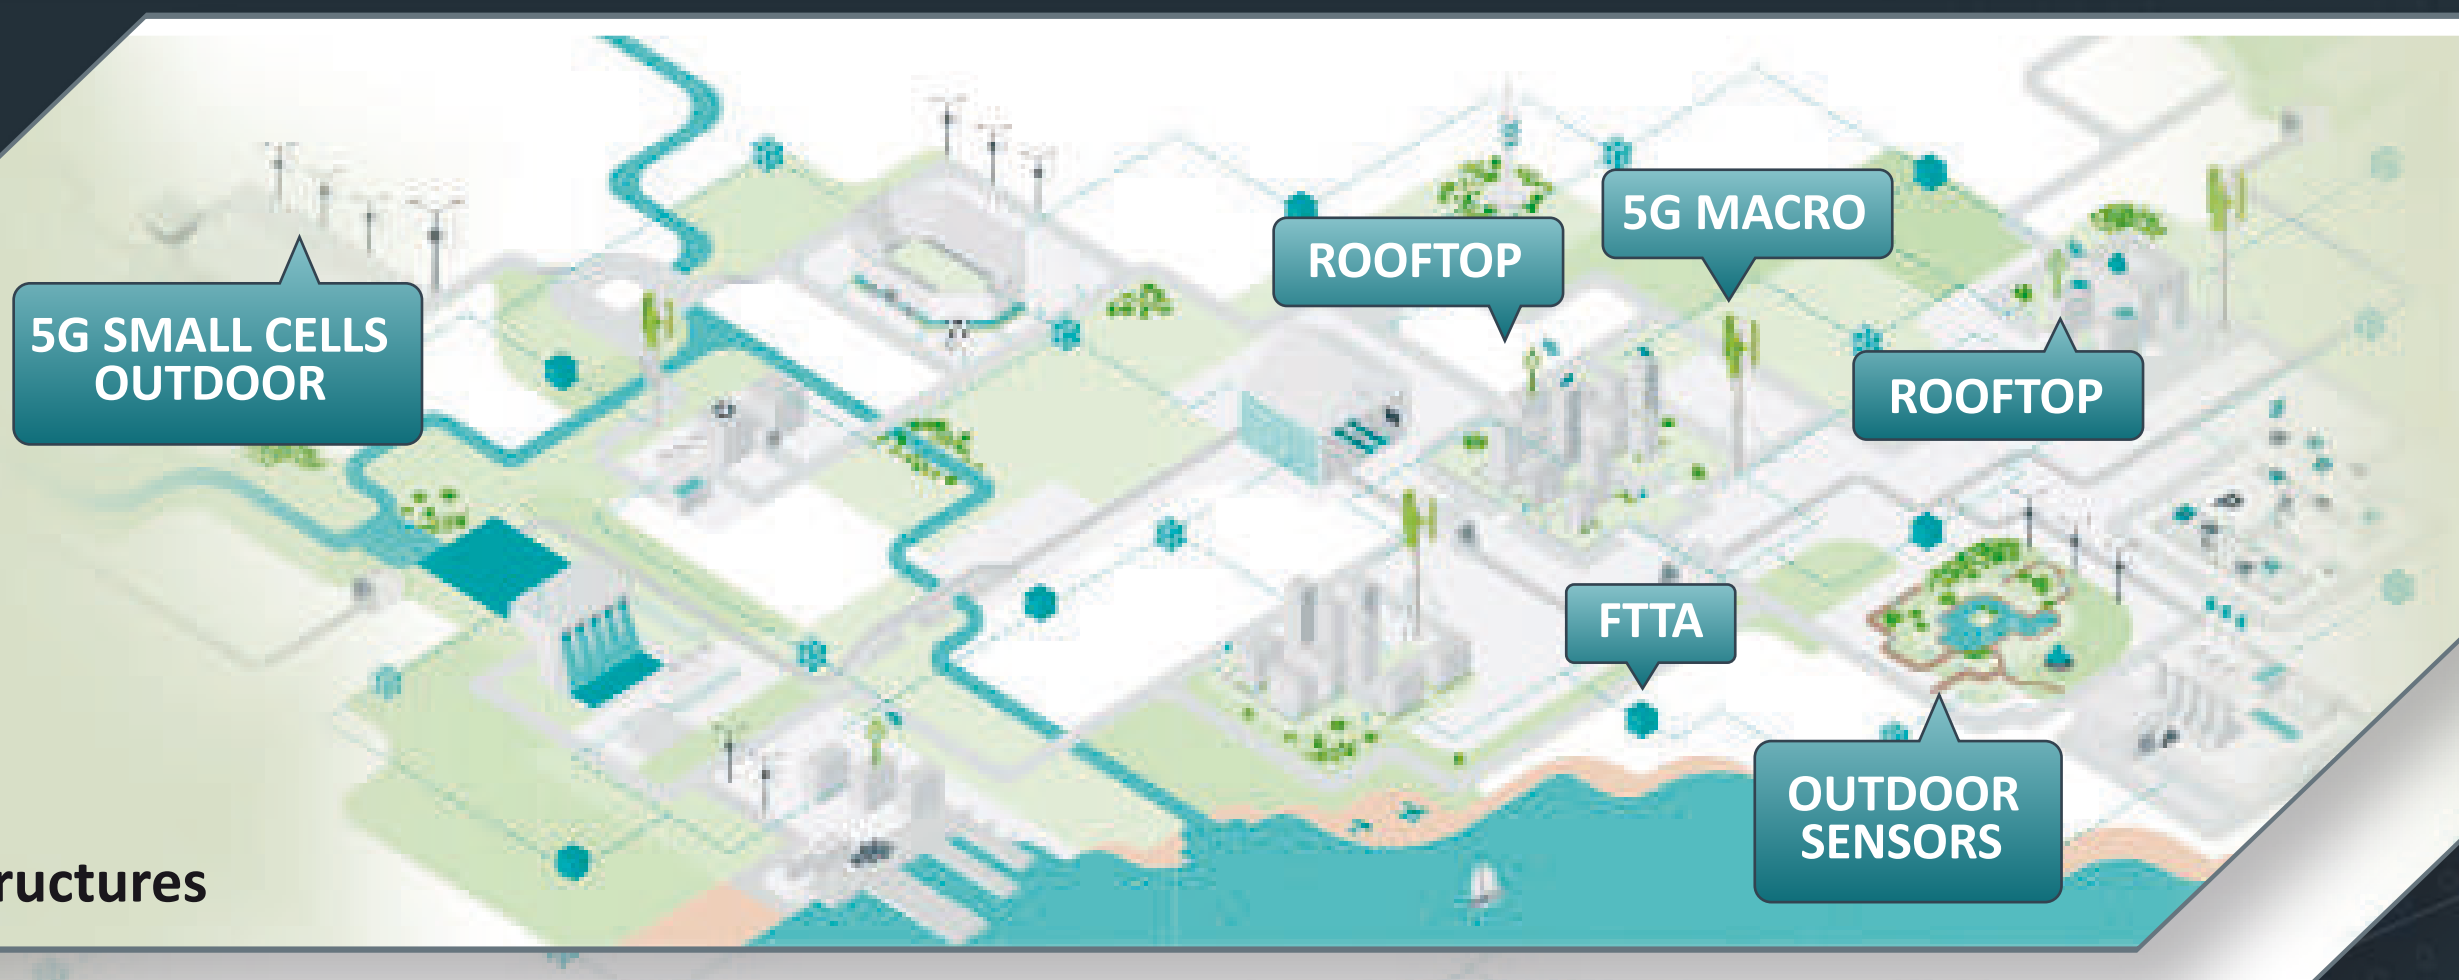 5G SMALL CELLS
OUTDOOR
ROOFTOP
5G MACRO
ROOFTOP
FTTA
OUTDOOR
SENSORS
ructures